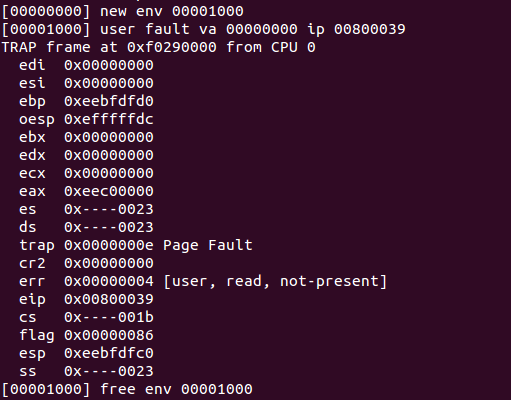 [00000000] new env 00001000
[00001000] user fault va 00000000 ip 00800039
TRAP frame at 0xf0290000 from CPU 0
  edi  0x00000000
  esi  0x00000000
  ebp  0xeebfdfd0
  oesp 0xefffffdc
  ebx  0x00000000
  edx  0x00000000
  ecx  0x00000000
  eax  0xeec00000
  es   0x----0023
  ds   0x----0023
  trap 0x0000000e Page Fault
  cr2  0x00000000
  err  0x00000004 [user, read, not-present]
  eip  0x00800039
  cs   0x----001b
  flag 0x00000086
  esp  0xeebfdfc0
  ss   0x----0023
[00001000] free env 00001000